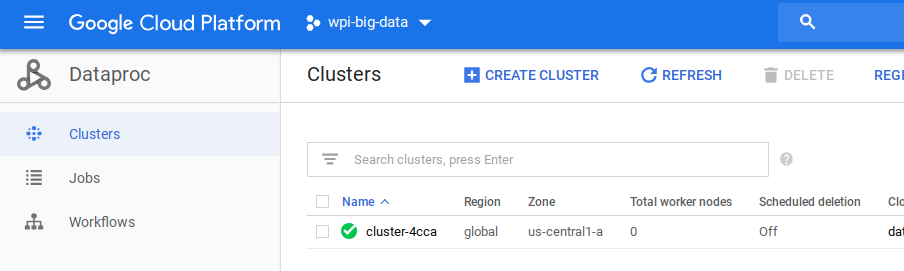 Google Cloud Platform wpi-big-data
Dataproc Clusters CREATE CLUSTER REFRESH DELETE REGE
Clusters
Jobs
Workflows
Search clusters, press Enter ?
Name Region Zone Total worker nodes Scheduled deletion Clo
cluster-4cca global us-central1-a 0 Off dat